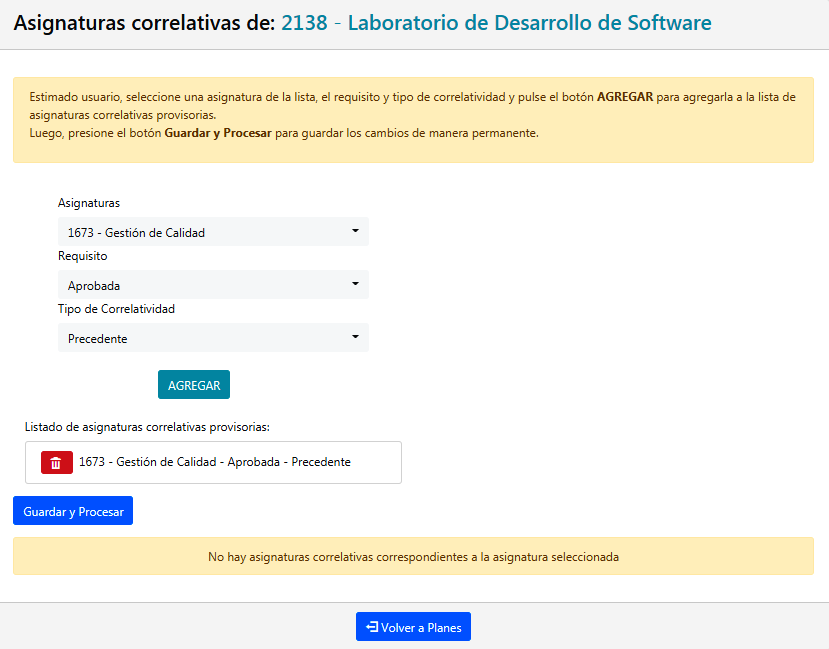 Asignaturas correlativas de: 2138 - Laboratorio de Desarrollo de Software
Estimado usuario, seleccione una asignatura de la lista, el requisito y tipo de correlatividad y pulse el botón AGREGAR para agregarla a la lista de
asignaturas correlativas provisorias.
Luego, presione el botón Guardar y Procesar para guardar los cambios de manera permanente.
Asignaturas
1673 - Gestión de Calidad
Requisito
Aprobada
Tipo de Correlatividad
Precedente
AGREGAR
Listado de asignaturas correlativas provisorias:
1673 - Gestión de Calidad - Aprobada - Precedente
Guardar y Procesar
No hay asignaturas correlativas correspondientes a la asignatura seleccionada
Volver a Planes